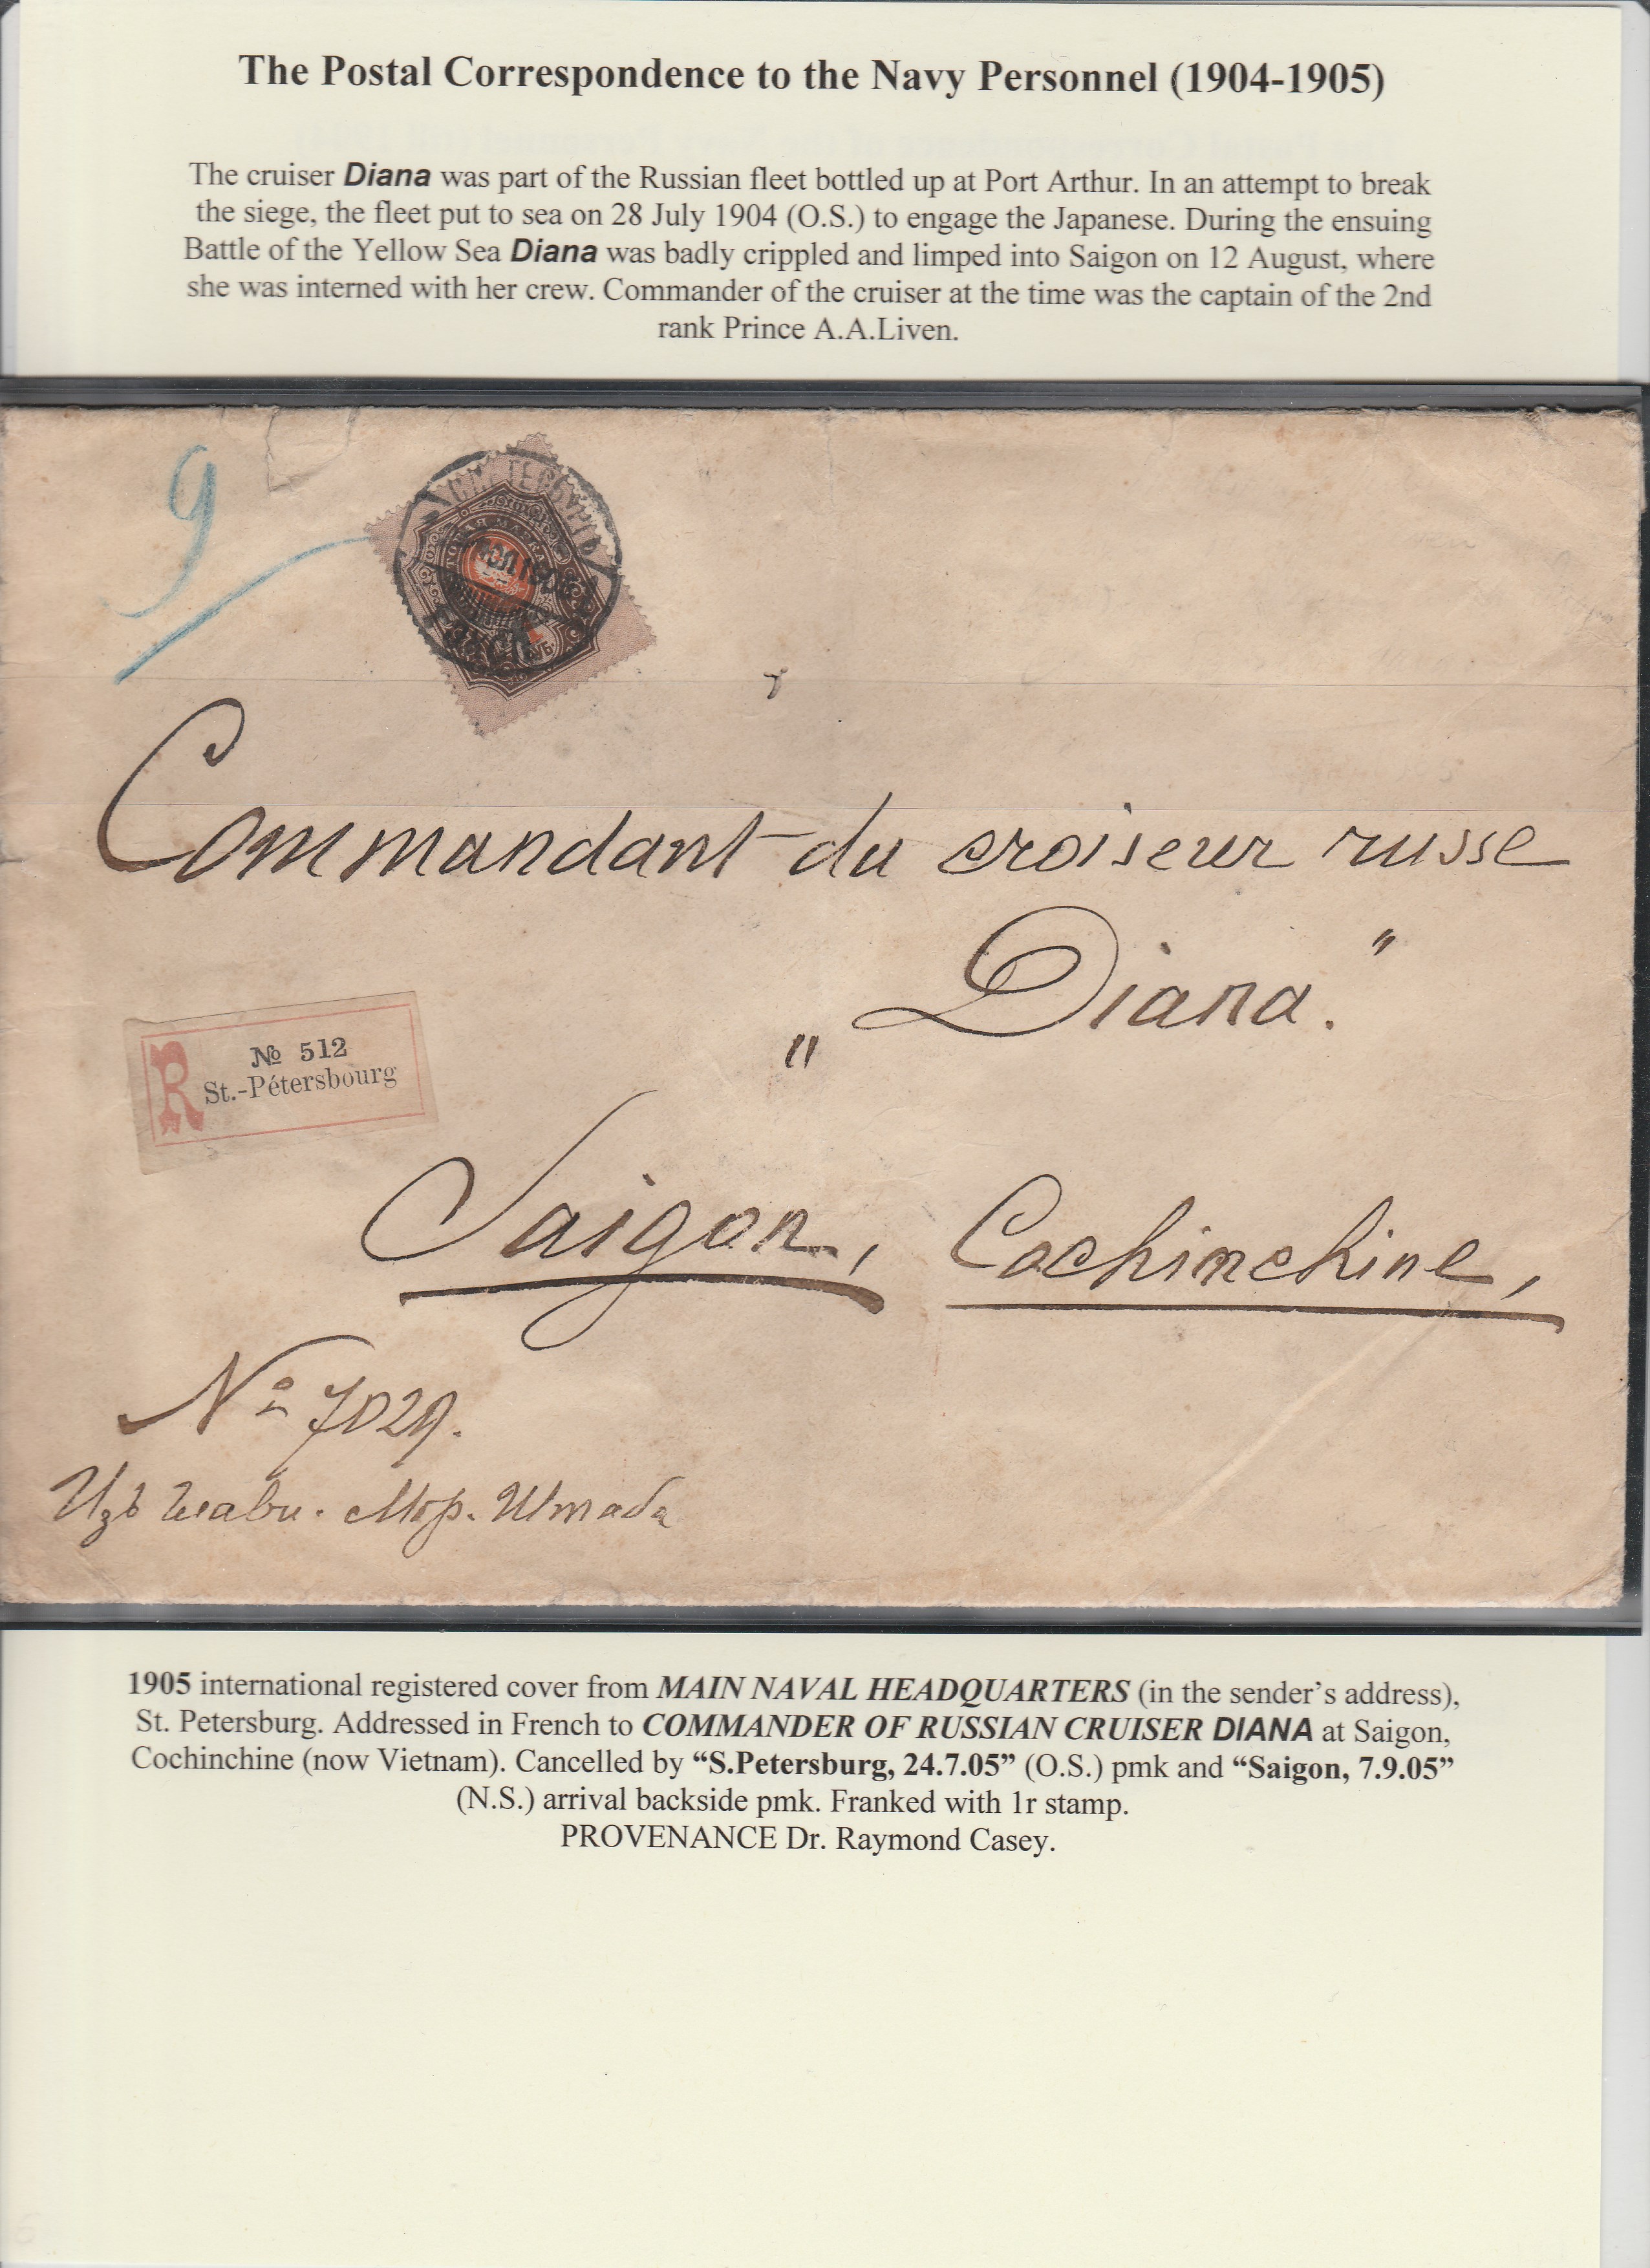 The Postal Correspondence to the Navy Personnel (1904-1905)
The cruiser Diana was part of the Russian fleet bottled up at Port Arthur. In an attempt to break
the siege, the fleet put to sea on 28 July 1904 (O.S.) to engage the Japanese. During the ensuing
Battle of the Yellow Sea Diana was badly crippled and limped into Saigon on 12 August, where
she was interned with her crew. Commander of the cruiser at the time was the captain of the 2nd
rank Prince A.A.Liven.
9
Commandant du croiseur russe
„Diana."
№ 512
R St.-Pétersbourg
Saigon, Cochinchine,
№ 7029.
Изъ Главн. Мор. Штаба
1905 international registered cover from MAIN NAVAL HEADQUARTERS (in the sender's address),
St. Petersburg. Addressed in French to COMMANDER OF RUSSIAN CRUISER DIANA at Saigon,
Cochinchine (now Vietnam). Cancelled by “S.Petersburg, 24.7.05” (O.S.) pmk and “Saigon, 7.9.05”
(N.S.) arrival backside pmk. Franked with 1r stamp.
PROVENANCE Dr. Raymond Casey.